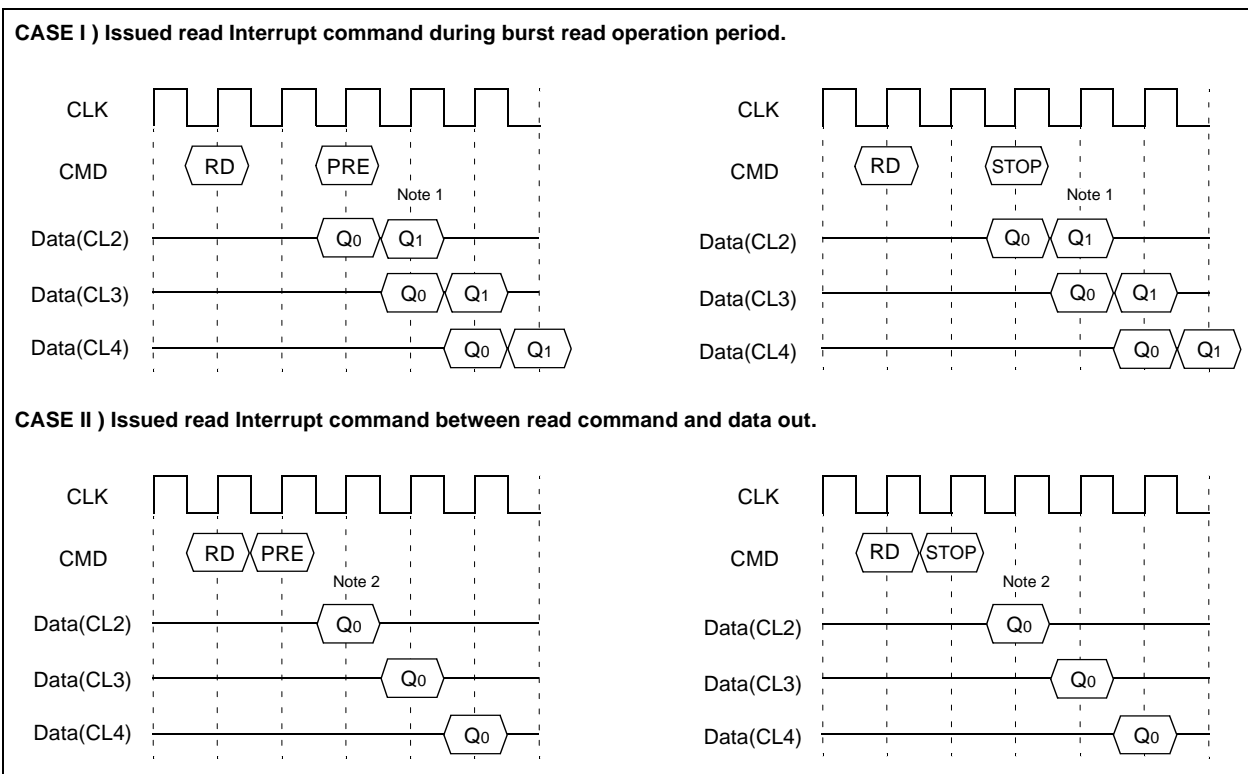 CASE I ) Issued read Interrupt command during burst read operation period.
CLK
CMD
RD
PRE
Note 1
Data(CL2)
Q0
Q1
Data(CL3)
Q0
Q1
Data(CL4)
Q0
Q1
CLK
CMD
RD
STOP
Note 1
Data(CL2)
Q0
Q1
Data(CL3)
Q0
Q1
Data(CL4)
Q0
Q1
CASE II ) Issued read Interrupt command between read command and data out.
CLK
CMD
RD
PRE
Note 2
Data(CL2)
Q0
Data(CL3)
Q0
Data(CL4)
Q0
CLK
CMD
RD
STOP
Note 2
Data(CL2)
Q0
Data(CL3)
Q0
Data(CL4)
Q0